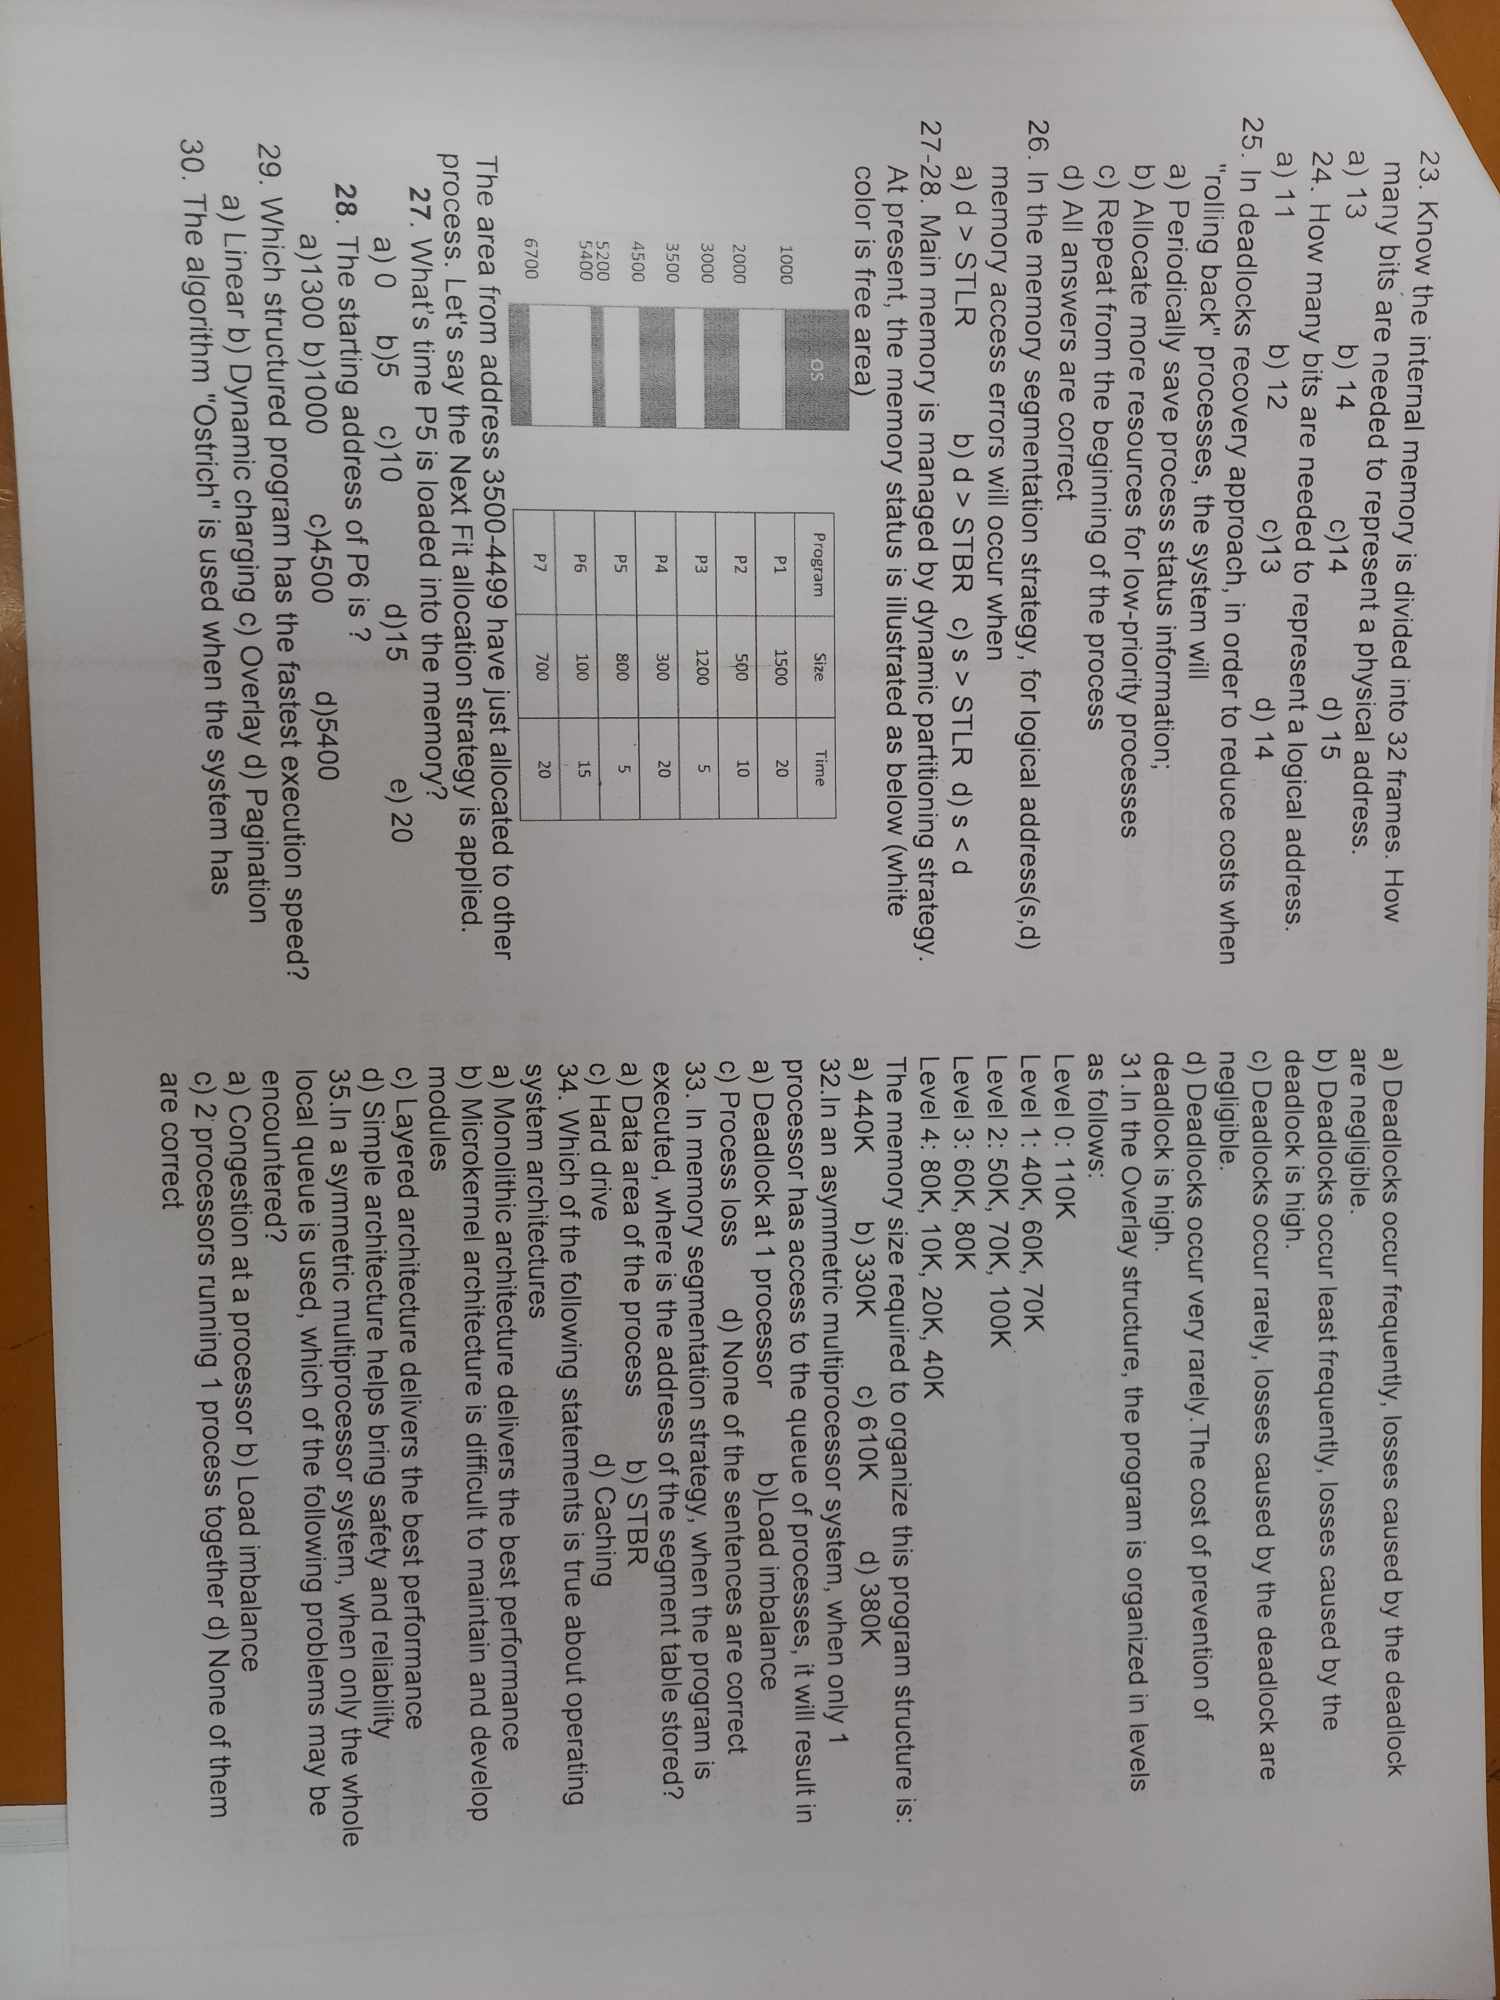 23. Know the internal memory is divided into 32 frames. How
many bits are needed to represent a physical address.
a) 13 b) 14 c)14 d) 15
24. How many bits are needed to represent a logical address.
a) 11 b) 12 c)13 d) 14
25. In deadlocks recovery approach, in order to reduce costs when
"rolling back" processes, the system will
a) Periodically save process status information;
b) Allocate more resources for low-priority processes
c) Repeat from the beginning of the process
d) All answers are correct
26. In the memory segmentation strategy, for logical address(s,d)
memory access errors will occur when
a) d > STLR b) d > STBR c) s > STLR d) s < d
27-28. Main memory is managed by dynamic partitioning strategy.
At present, the memory status is illustrated as below (white
color is free area)
OS
1000
2000
3000
3500
4500
5200
5400
6700
Program Size Time
P1 1500 20
P2 500 10
P3 1200 5
P4 300 20
P5 800 5
P6 100 15
P7 700 20
The area from address 3500-4499 have just allocated to other
process. Let's say the Next Fit allocation strategy is applied.
27. What's time P5 is loaded into the memory?
a) 0 b)5 c)10 d)15 e) 20
28. The starting address of P6 is ?
a)1300 b)1000 c)4500 d)5400
29. Which structured program has the fastest execution speed?
a) Linear b) Dynamic charging c) Overlay d) Pagination
30. The algorithm "Ostrich" is used when the system has
a) Deadlocks occur frequently, losses caused by the deadlock
are negligible.
b) Deadlocks occur least frequently, losses caused by the
deadlock is high.
c) Deadlocks occur rarely, losses caused by the deadlock are
negligible.
d) Deadlocks occur very rarely.The cost of prevention of
deadlock is high.
31.In the Overlay structure, the program is organized in levels
as follows:
Level 0: 110K
Level 1: 40K, 60K, 70K
Level 2: 50K, 70K, 100K
Level 3: 60K, 80K
Level 4: 80K, 10K, 20K, 40K
The memory size required to organize this program structure is:
a) 440K b) 330K c) 610K d) 380K
32.In an asymmetric multiprocessor system, when only 1
processor has access to the queue of processes, it will result in
a) Deadlock at 1 processor b)Load imbalance
c) Process loss d) None of the sentences are correct
33. In memory segmentation strategy, when the program is
executed, where is the address of the segment table stored?
a) Data area of the process b) STBR
c) Hard drive d) Caching
34. Which of the following statements is true about operating
system architectures
a) Monolithic architecture delivers the best performance
b) Microkernel architecture is difficult to maintain and develop
modules
c) Layered architecture delivers the best performance
d) Simple architecture helps bring safety and reliability
35.In a symmetric multiprocessor system, when only the whole
local queue is used, which of the following problems may be
encountered?
a) Congestion at a processor b) Load imbalance
c) 2 processors running 1 process together d) None of them
are correct